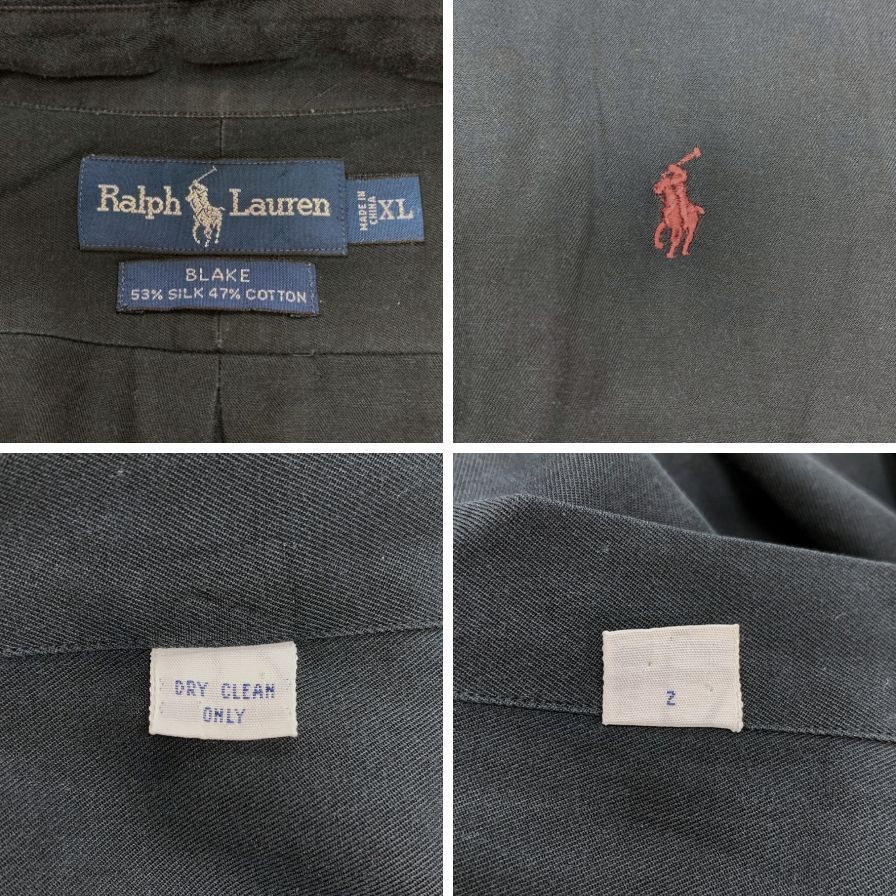 Ralph Lauren
MADE IN
CHINA
XL
BLAKE
53% SILK 47% COTTON
DRY CLEAN
ONLY
2